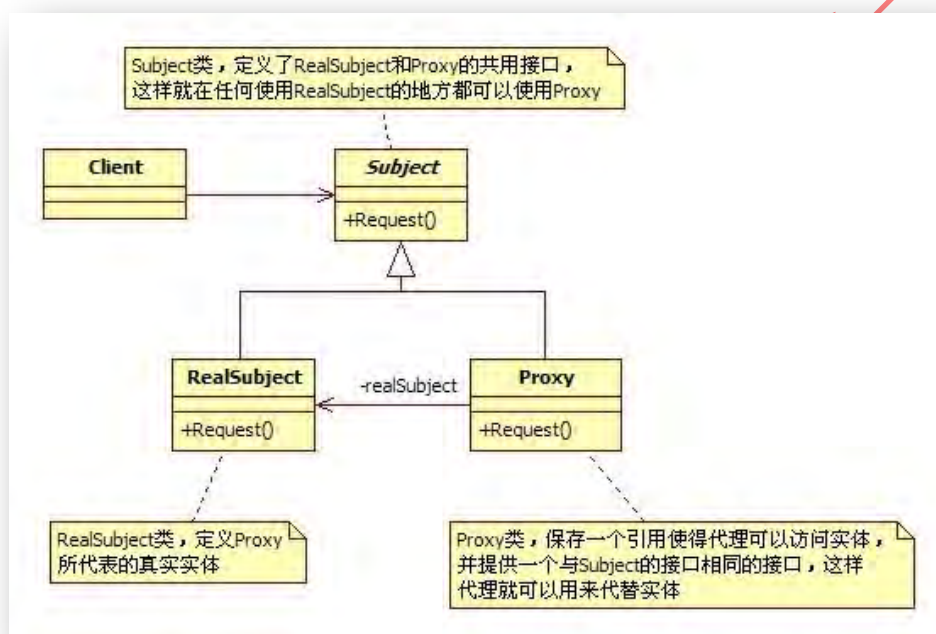 Subject类，定义了RealSubject和Proxy的共用接口，
这样就在任何使用RealSubject的地方都可以使用Proxy
Client
Subject
+Request()
RealSubject
-realSubject
Proxy
+Request()
+Request()
RealSubject类，定义Proxy
所代表的真实实体
Proxy类，保存一个引用使得代理可以访问实体，
并提供一个与Subject的接口相同的接口，这样
代理就可以用来代替实体